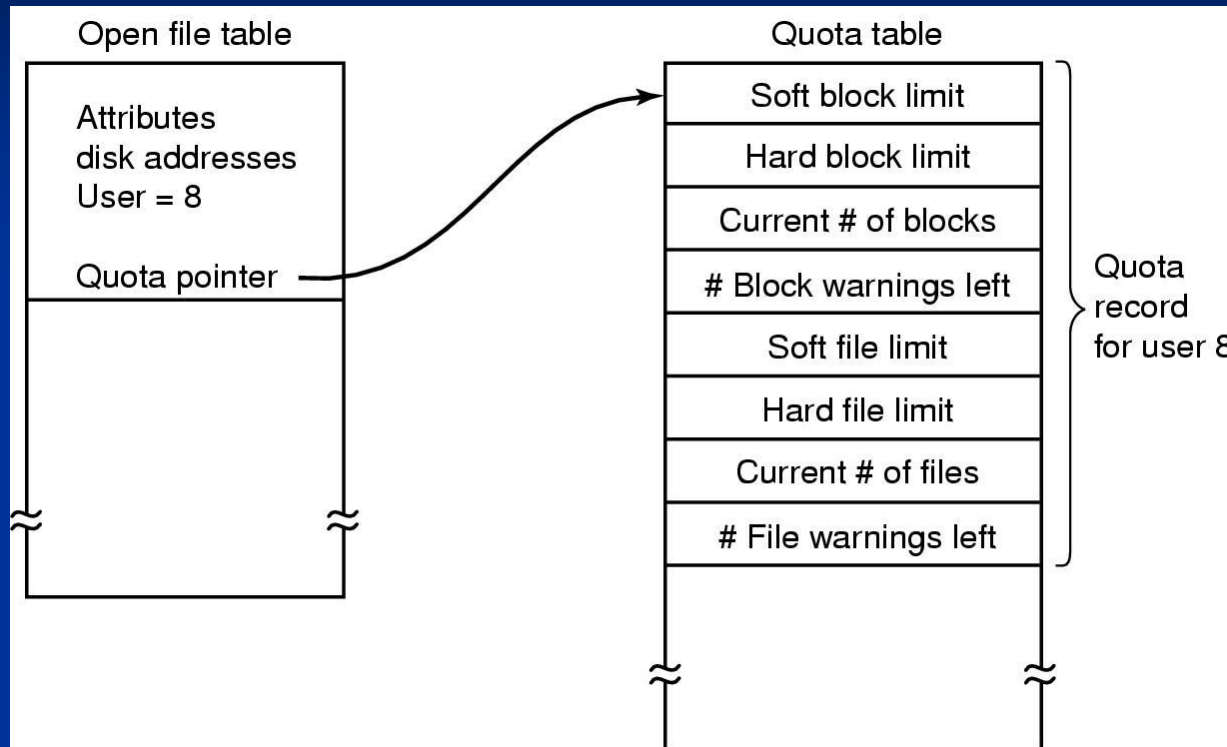 Open file table
Attributes
disk addresses
User = 8
Quota pointer
Quota table
Soft block limit
Hard block limit
Current # of blocks
# Block warnings left
Soft file limit
Hard file limit
Current # of files
# File warnings left
Quota
record
for user 8